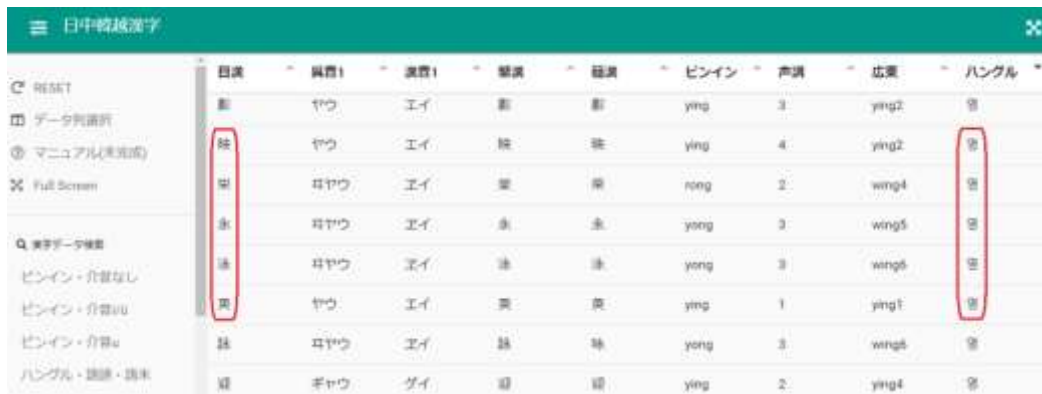 日中韓越漢字
日漢 呉音1 漢音1 繁漢 簡漢 ピンイン 声調 広東 ハングル
RESET
影 ヤウ エイ 影 影 ying 3 ying2 영
データ列選択
マニュアル(未完成)
映 ヤウ エイ 映 映 ying 4 ying2 영
Full Screen
栄 ヰヤウ ヱイ 榮 荣 rong 2 wing4 영
永 ヰヤウ ヱイ 永 永 yong 3 wing5 영
漢字データ検索
泳 ヰヤウ ヱイ 泳 泳 yong 3 wing6 영
ピンイン・介音なし
英 ヤウ エイ 英 英 ying 1 ying1 영
ピンイン・介音i/ü
ピンイン・介音u
詠 ヰヤウ ヱイ 詠 咏 yong 3 wing6 영
ハングル・語頭・語末
迎 ギャウ ゲイ 迎 迎 ying 2 ying4 영